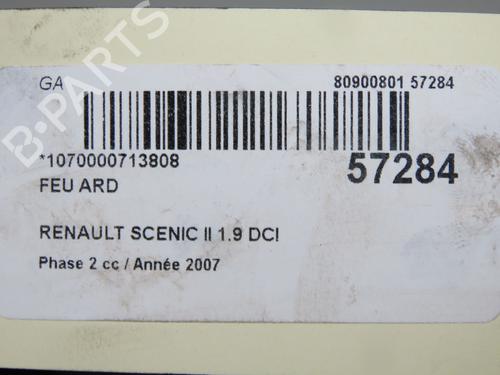 GA
80900801 57284
*1070000713808
57284
FEU ARD
RENAULT SCENIC II 1.9 DCI
Phase 2 cc / Année 2007
B-PARTS